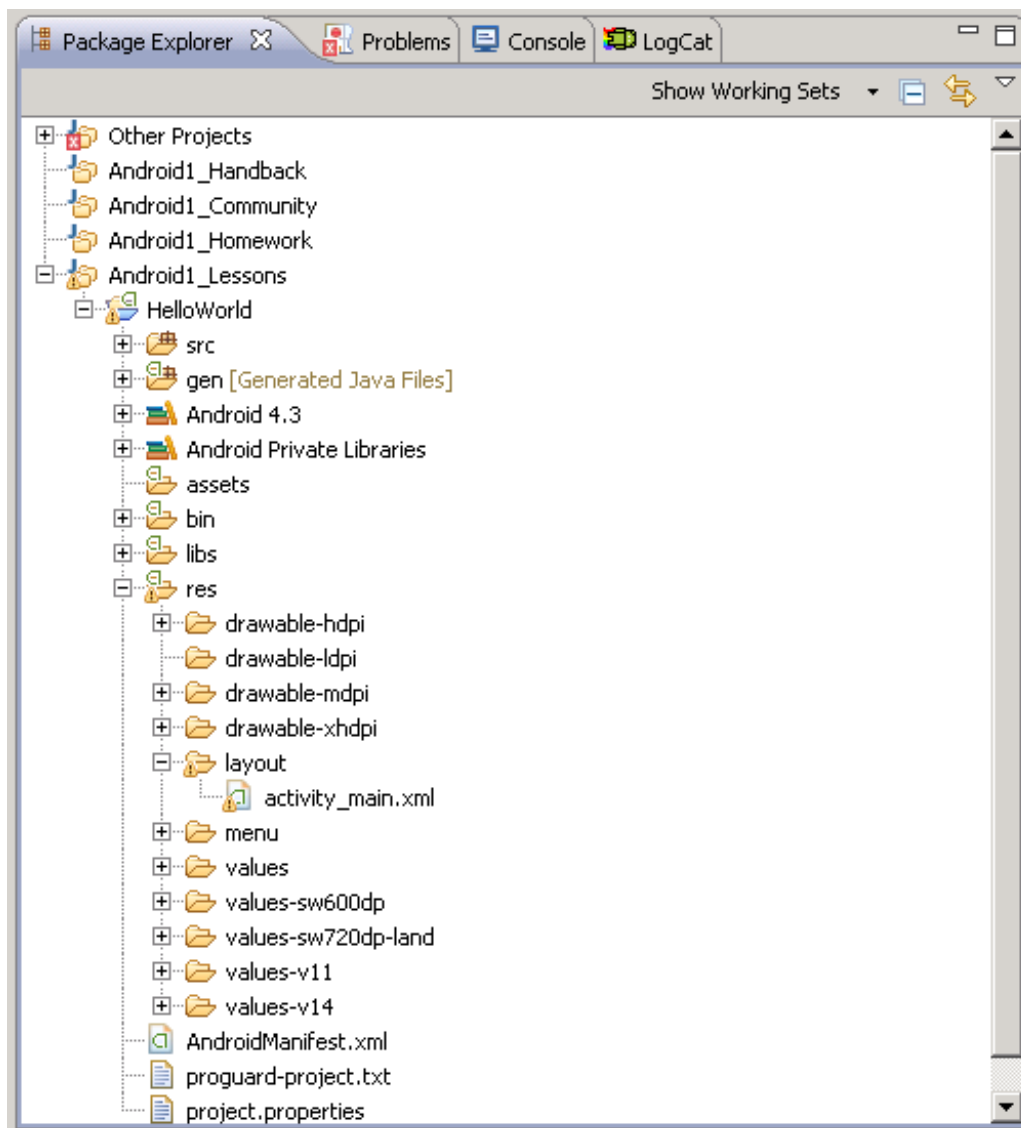 Package Explorer Problems Console LogCat
Show Working Sets
Other Projects
Android1_Handback
Android1_Community
Android1_Homework
Android1_Lessons
HelloWorld
src
gen [Generated Java Files]
Android 4.3
Android Private Libraries
assets
bin
libs
res
drawable-hdpi
drawable-ldpi
drawable-mdpi
drawable-xhdpi
layout
activity_main.xml
menu
values
values-sw600dp
values-sw720dp-land
values-v11
values-v14
AndroidManifest.xml
proguard-project.txt
project.properties